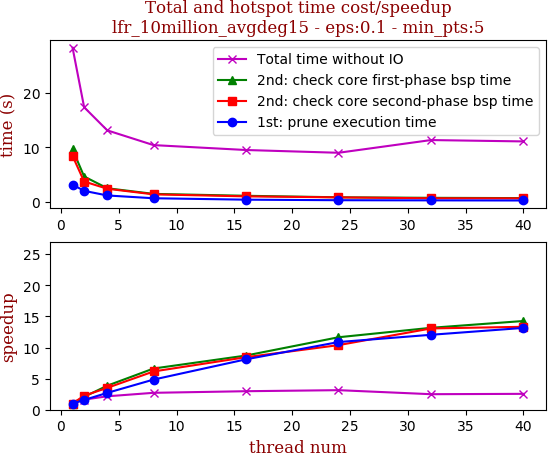 Total and hotspot time cost/speedup
lfr_10million_avgdeg15 - eps:0.1 - min_pts:5
time (s)
20
10
0
Total time without IO
2nd: check core first-phase bsp time
2nd: check core second-phase bsp time
1st: prune execution time
0 5 10 15 20 25 30 35 40
speedup
25
20
15
10
5
0
0 5 10 15 20 25 30 35 40
thread num